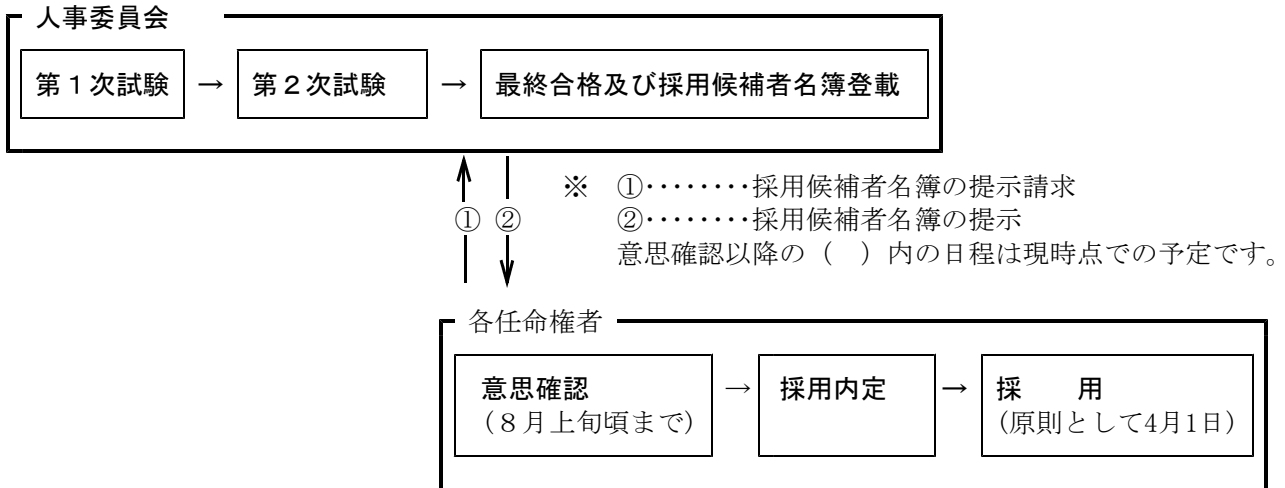 人事委員会
第１次試験 → 第２次試験 → 最終合格及び採用候補者名簿登載
① ②
※ ①・・・・・・・・採用候補者名簿の提示請求
②・・・・・・・・採用候補者名簿の提示
意思確認以降の（　）内の日程は現時点での予定です。
各任命権者
意思確認 → 採用内定 → 採　　用
（８月上旬頃まで） （原則として4月1日）